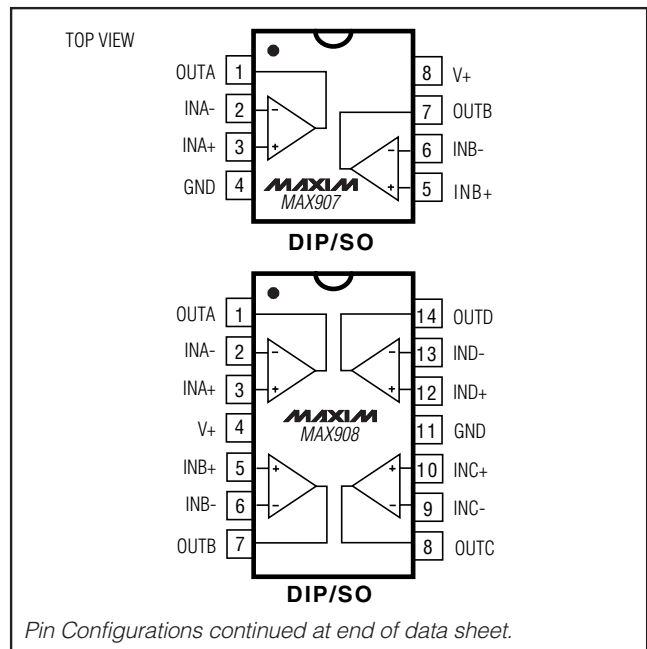 TOP VIEW
OUTA 1 8 V+
INA- 2 - 7 OUTB
INA+ 3 + - 6 INB-
GND 4 + 5 INB+
MAXIM
MAX907
DIP/SO
OUTA 1 14 OUTD
INA- 2 - - 13 IND-
INA+ 3 + + 12 IND+
V+ 4 MAXIM 11 GND
MAX908
INB+ 5 + + 10 INC+
INB- 6 - - 9 INC-
OUTB 7 8 OUTC
DIP/SO
Pin Configurations continued at end of data sheet.